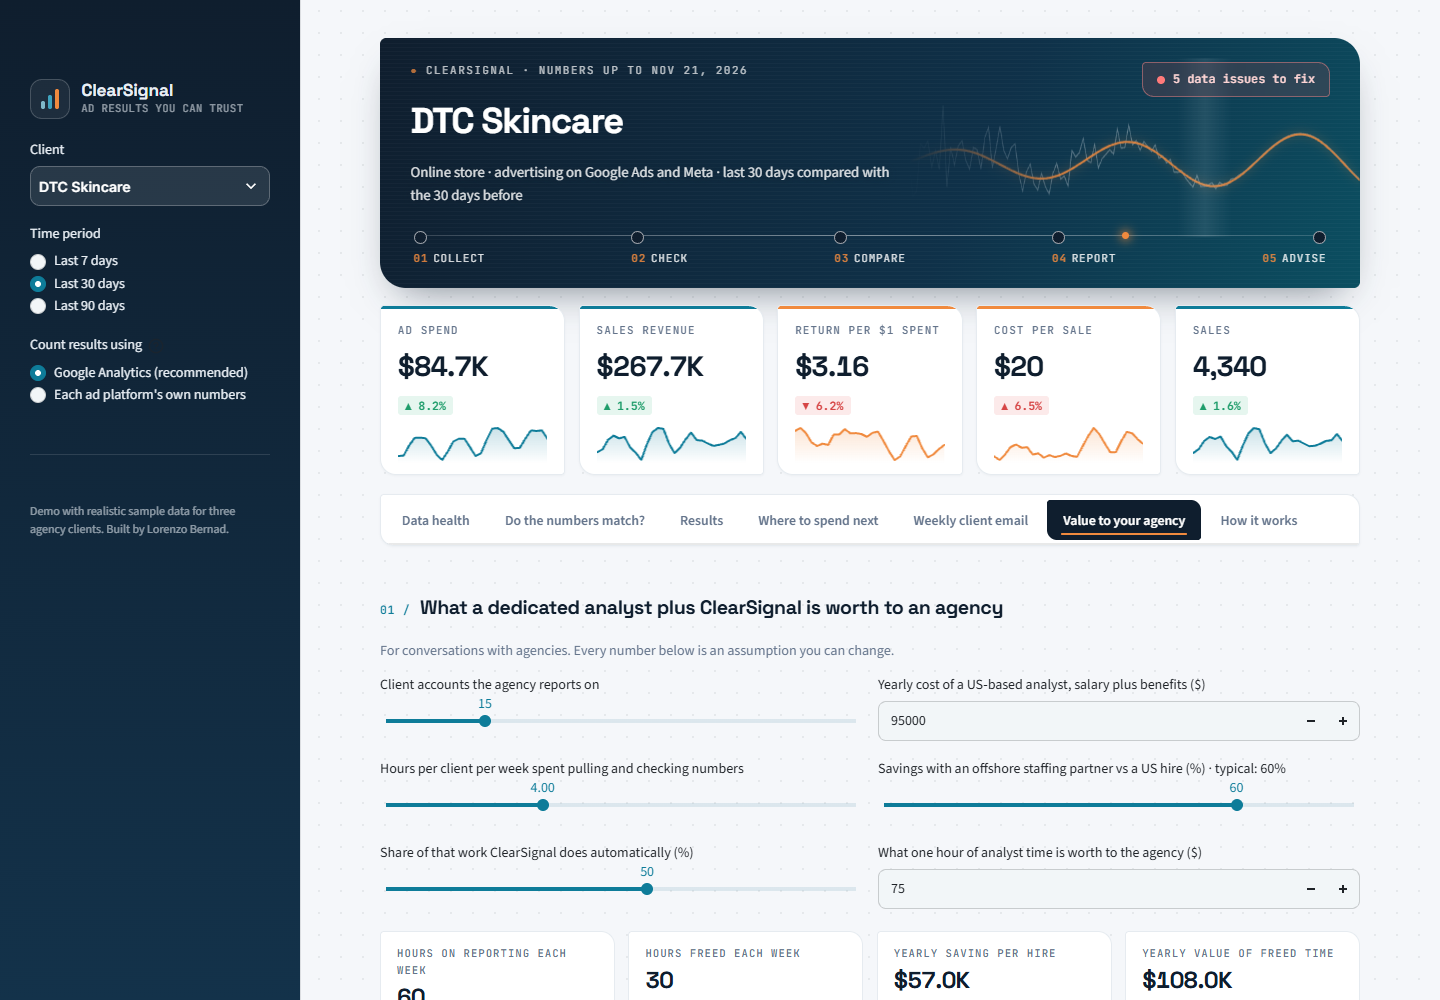 ClearSignal
AD RESULTS YOU CAN TRUST
Client
DTC Skincare
Time period
Last 7 days
Last 30 days
Last 90 days
Count results using
Google Analytics (recommended)
Each ad platform's own numbers
Demo with realistic sample data for three
agency clients. Built by Lorenzo Bernad.
CLEARSIGNAL · NUMBERS UP TO NOV 21, 2026
5 data issues to fix
DTC Skincare
Online store · advertising on Google Ads and Meta · last 30 days compared with
the 30 days before
01 COLLECT
02 CHECK
03 COMPARE
04 REPORT
05 ADVISE
AD SPEND
$84.7K
▲ 8.2%
SALES REVENUE
$267.7K
▲ 1.5%
RETURN PER $1 SPENT
$3.16
▼ 6.2%
COST PER SALE
$20
▲ 6.5%
SALES
4,340
▲ 1.6%
Data health
Do the numbers match?
Results
Where to spend next
Weekly client email
Value to your agency
How it works
01 / What a dedicated analyst plus ClearSignal is worth to an agency
For conversations with agencies. Every number below is an assumption you can change.
Client accounts the agency reports on
15
Yearly cost of a US-based analyst, salary plus benefits ($)
95000
Hours per client per week spent pulling and checking numbers
4.00
Savings with an offshore staffing partner vs a US hire (%) · typical: 60%
60
Share of that work ClearSignal does automatically (%)
50
What one hour of analyst time is worth to the agency ($)
75
HOURS ON REPORTING EACH
WEEK
60
HOURS FREED EACH WEEK
30
YEARLY SAVING PER HIRE
$57.0K
YEARLY VALUE OF FREED TIME
$108.0K